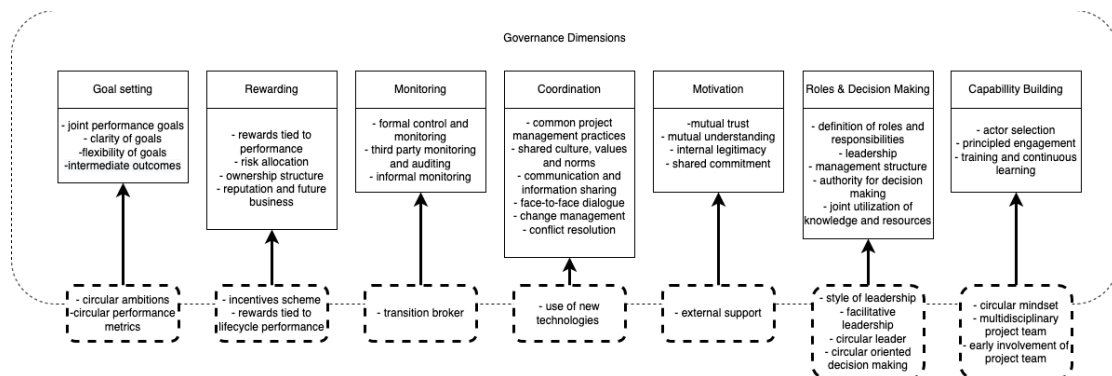 Governance Dimensions
Goal setting
- joint performance goals
- clarity of goals
-flexibility of goals
-intermediate outcomes
Rewarding
- rewards tied to
performance
- risk allocation
- ownership structure
- reputation and future
business
Monitoring
- formal control and
monitoring
- third party monitoring
and auditing
- informal monitoring
Coordination
- common project
management practices
- shared culture, values
and norms
- communication and
information sharing
- face-to-face dialogue
- change management
- conflict resolution
Motivation
-mutual trust
- mutual understanding
- internal legitimacy
- shared commitment
Roles & Decision Making
- definition of roles and
responsibilities
- leadership
- management structure
- authority for decision
making
- joint utilization of
knowledge and resources
Capabillity Building
- actor selection
- principled engagement
- training and continuous
learning
- circular ambitions
-circular performance
metrics
- incentives scheme
- rewards tied to
lifecycle performance
- transition broker
- use of new
technologies
- external support
-style of leadership
- facilitative
leadership
- circular leader
- circular oriented
decision making
- circular mindset
- multidisciplinary
project team
- early involvement of
project team